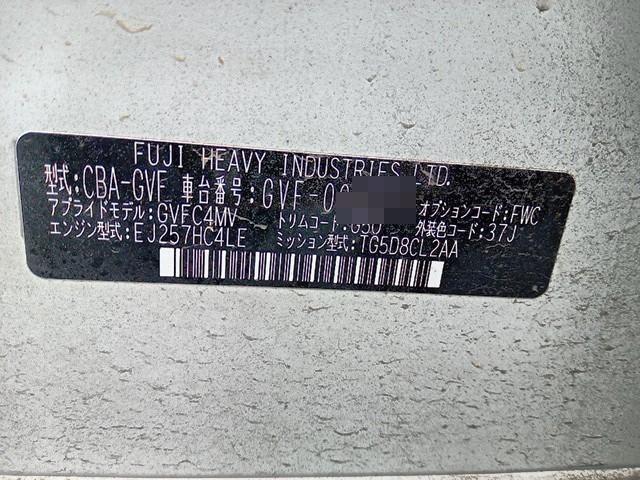 FUJI HEAVY INDUSTRIES LTD.
型式:CBA-GVF 車台番号:GVF-00
アプライドモデル:GVFC4MV トリムコード:G50 オプションコード:FWC
エンジン型式:EJ257HC4LE ミッション型式:TG5D8CL2AA 外装色コード:37J